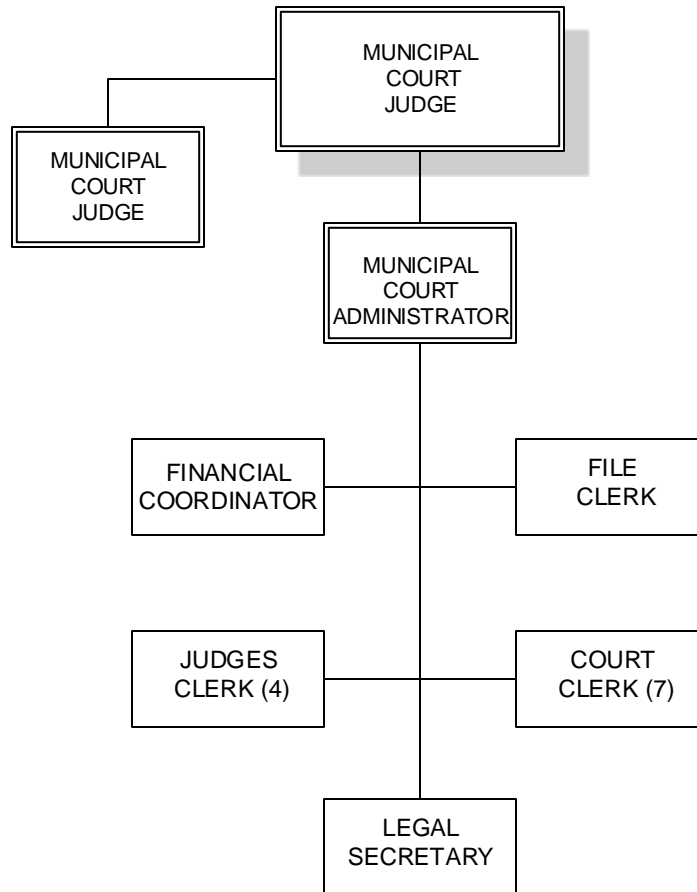 MUNICIPAL
COURT
JUDGE
MUNICIPAL
COURT
JUDGE
MUNICIPAL
COURT
ADMINISTRATOR
FINANCIAL
COORDINATOR
FILE
CLERK
JUDGES
CLERK (4)
COURT
CLERK (7)
LEGAL
SECRETARY